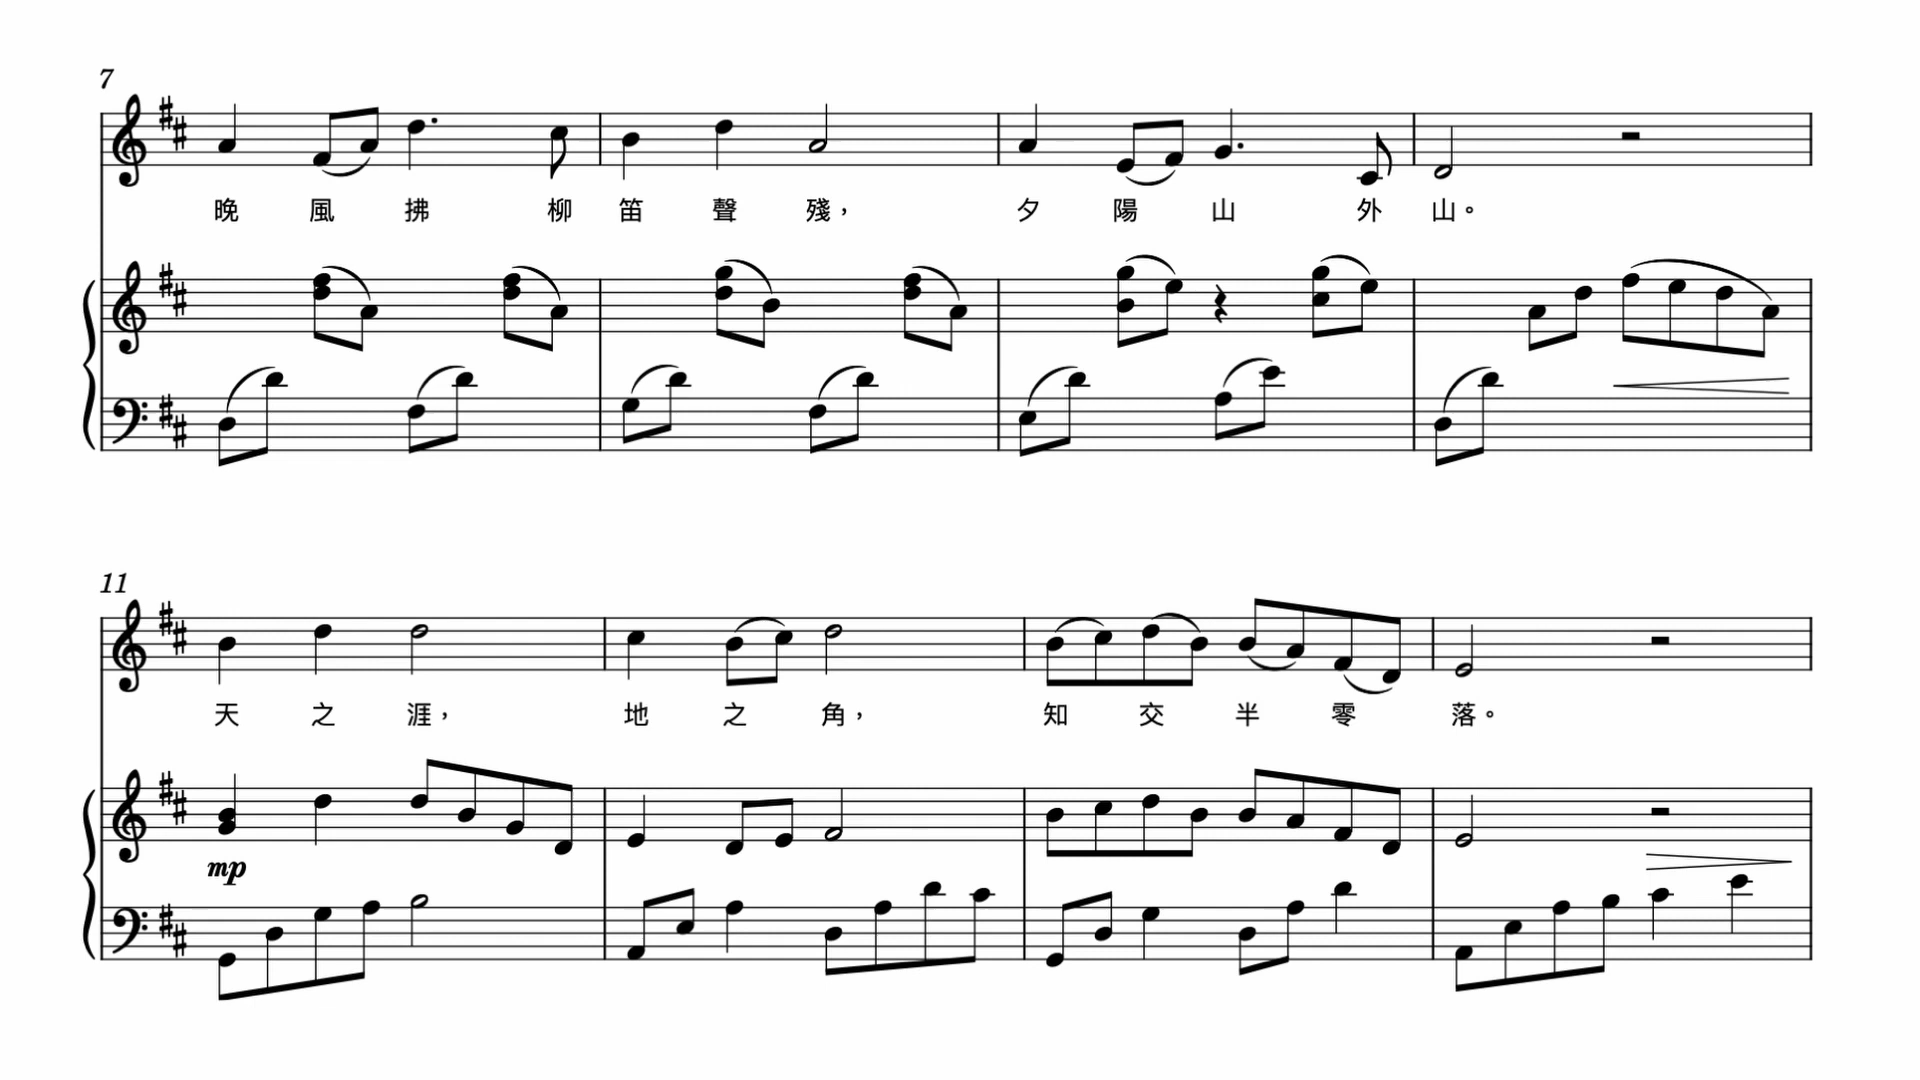 7
晚 風 拂 柳 笛 聲 殘， 夕 陽 山 外 山。
11
天 之 涯， 地 之 角， 知 交 半 零 落。
mp